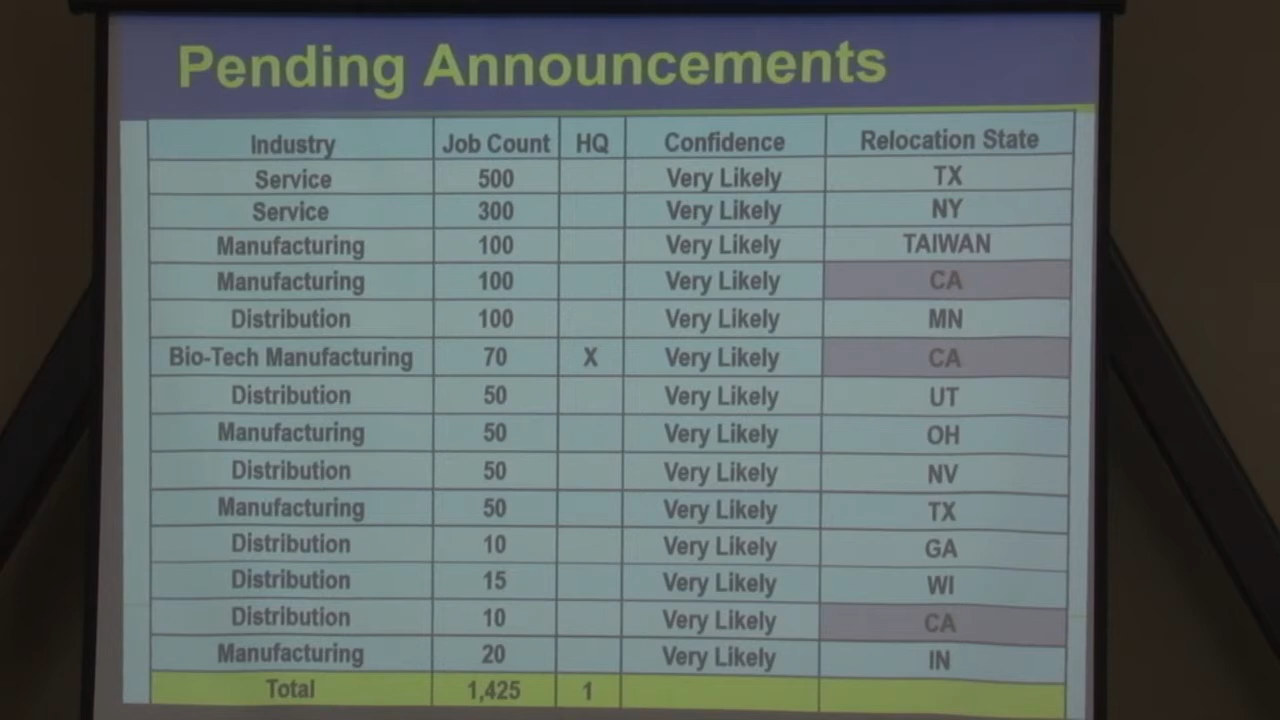 Pending Announcements
Industry Job Count HQ Confidence Relocation State
Service 500 Very Likely TX
Service 300 Very Likely NY
Manufacturing 100 Very Likely TAIWAN
Manufacturing 100 Very Likely CA
Distribution 100 Very Likely MN
Bio-Tech Manufacturing 70 X Very Likely CA
Distribution 50 Very Likely UT
Manufacturing 50 Very Likely OH
Distribution 50 Very Likely NV
Manufacturing 50 Very Likely TX
Distribution 10 Very Likely GA
Distribution 15 Very Likely WI
Distribution 10 Very Likely CA
Manufacturing 20 Very Likely IN
Total 1,425 1